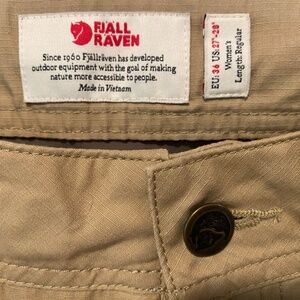 FJÄLL
RÄVEN
Since 1960 Fjällräven has developed
outdoor equipment with the goal of making
nature more accessible to people.
Made in Vietnam
EU: 36 US: 27"-28"
Women's
Length: Regular